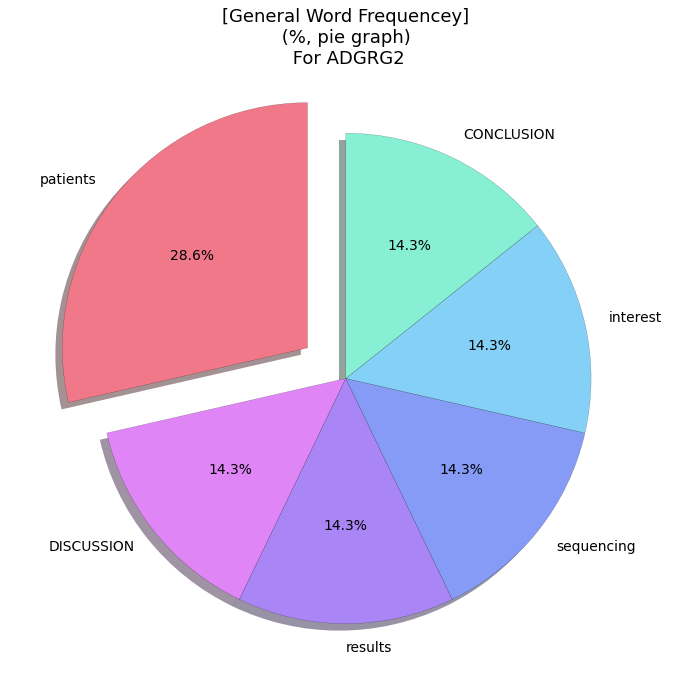 [General Word Frequencey]
(%, pie graph)
For ADGRG2
CONCLUSION
patients
28.6%
14.3%
interest
14.3%
14.3%
14.3%
14.3%
DISCUSSION
sequencing
results